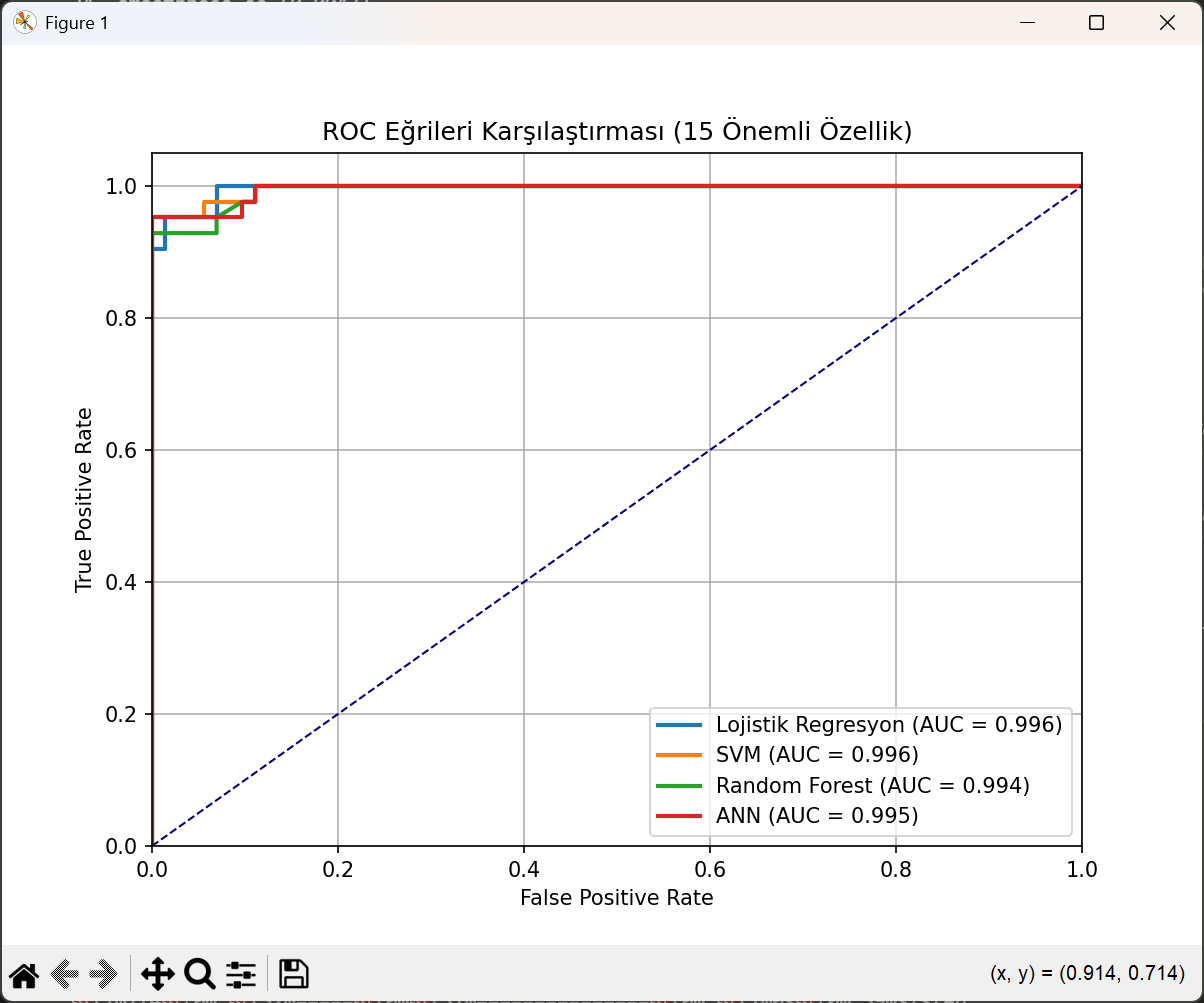 Figure 1
ROC Eğrileri Karşılaştırması (15 Önemli Özellik)
True Positive Rate
1.0
0.8
0.6
0.4
0.2
0.0
0.0 0.2 0.4 0.6 0.8 1.0
False Positive Rate
Lojistik Regresyon (AUC = 0.996)
SVM (AUC = 0.996)
Random Forest (AUC = 0.994)
ANN (AUC = 0.995)
(x, y) = (0.914, 0.714)